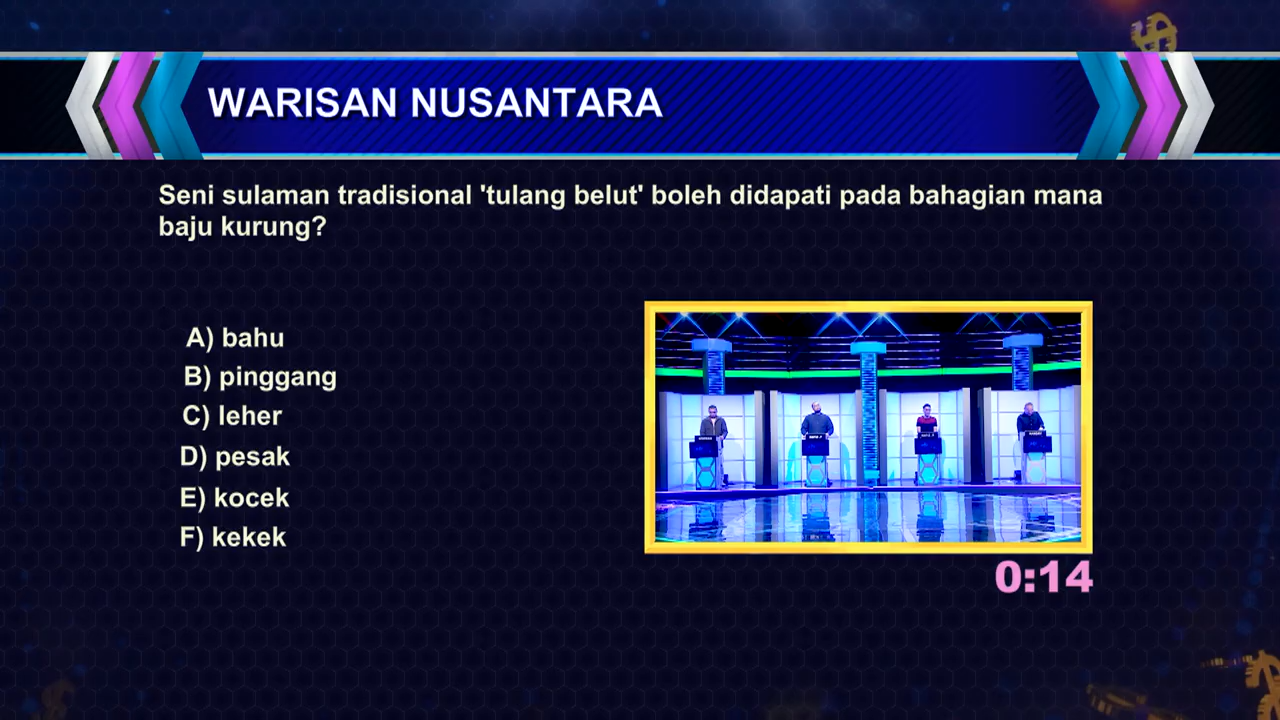 WARISAN NUSANTARA
Seni sulaman tradisional 'tulang belut' boleh didapati pada bahagian mana
baju kurung?
A) bahu
B) pinggang
C) leher
D) pesak
E) kocek
F) kekek
0:14